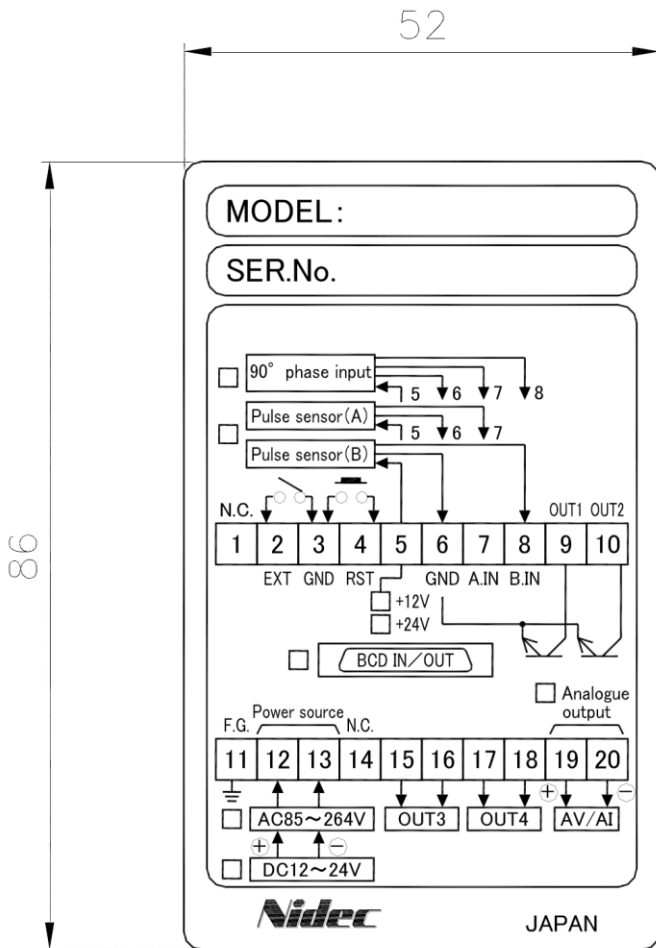 52
86
MODEL:
SER.No.
90° phase input
5 6 7 8
Pulse sensor(A)
5 6 7
Pulse sensor(B)
N.C. OUT1 OUT2
1 2 3 4 5 6 7 8 9 10
EXT GND RST GND A.IN B.IN
+12V
+24V
BCD IN/OUT
Analogue
output
Power source
F.G. N.C.
11 12 13 14 15 16 17 18 19 20
+ −
AC85~264V OUT3 OUT4 AV/AI
+ −
DC12~24V
Nidec
JAPAN